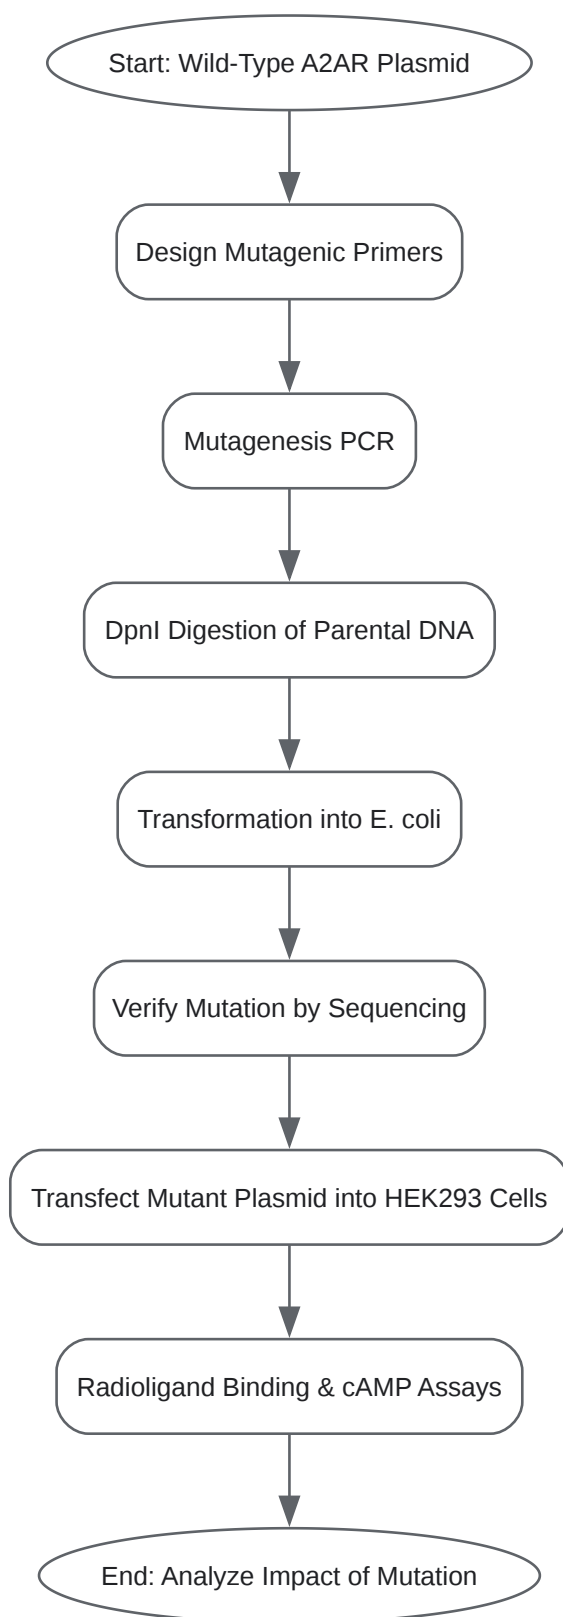 Start: Wild-Type A2AR Plasmid
Design Mutagenic Primers
Mutagenesis PCR
DpnI Digestion of Parental DNA
Transformation into E. coli
Verify Mutation by Sequencing
Transfect Mutant Plasmid into HEK293 Cells
Radioligand Binding & cAMP Assays
End: Analyze Impact of Mutation